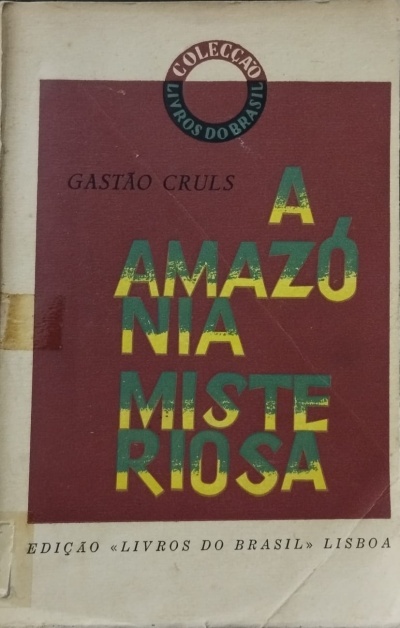 COLECÇÃO
LIVROS DO BRASIL
GASTÃO CRULS
A
AMAZÓ
NIA
MISTE
RIOSA
EDIÇÃO «LIVROS DO BRASIL» LISBOA